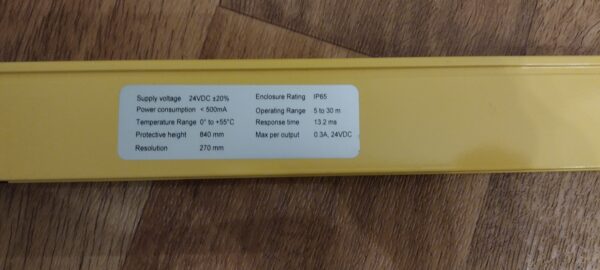 Supply voltage 24VDC ±20%
Power consumption < 500mA
Temperature Range 0° to +55°C
Protective height 840 mm
Resolution 270 mm
Enclosure Rating IP65
Operating Range 5 to 30 m
Response time 13.2 ms
Max per output 0.3A, 24VDC